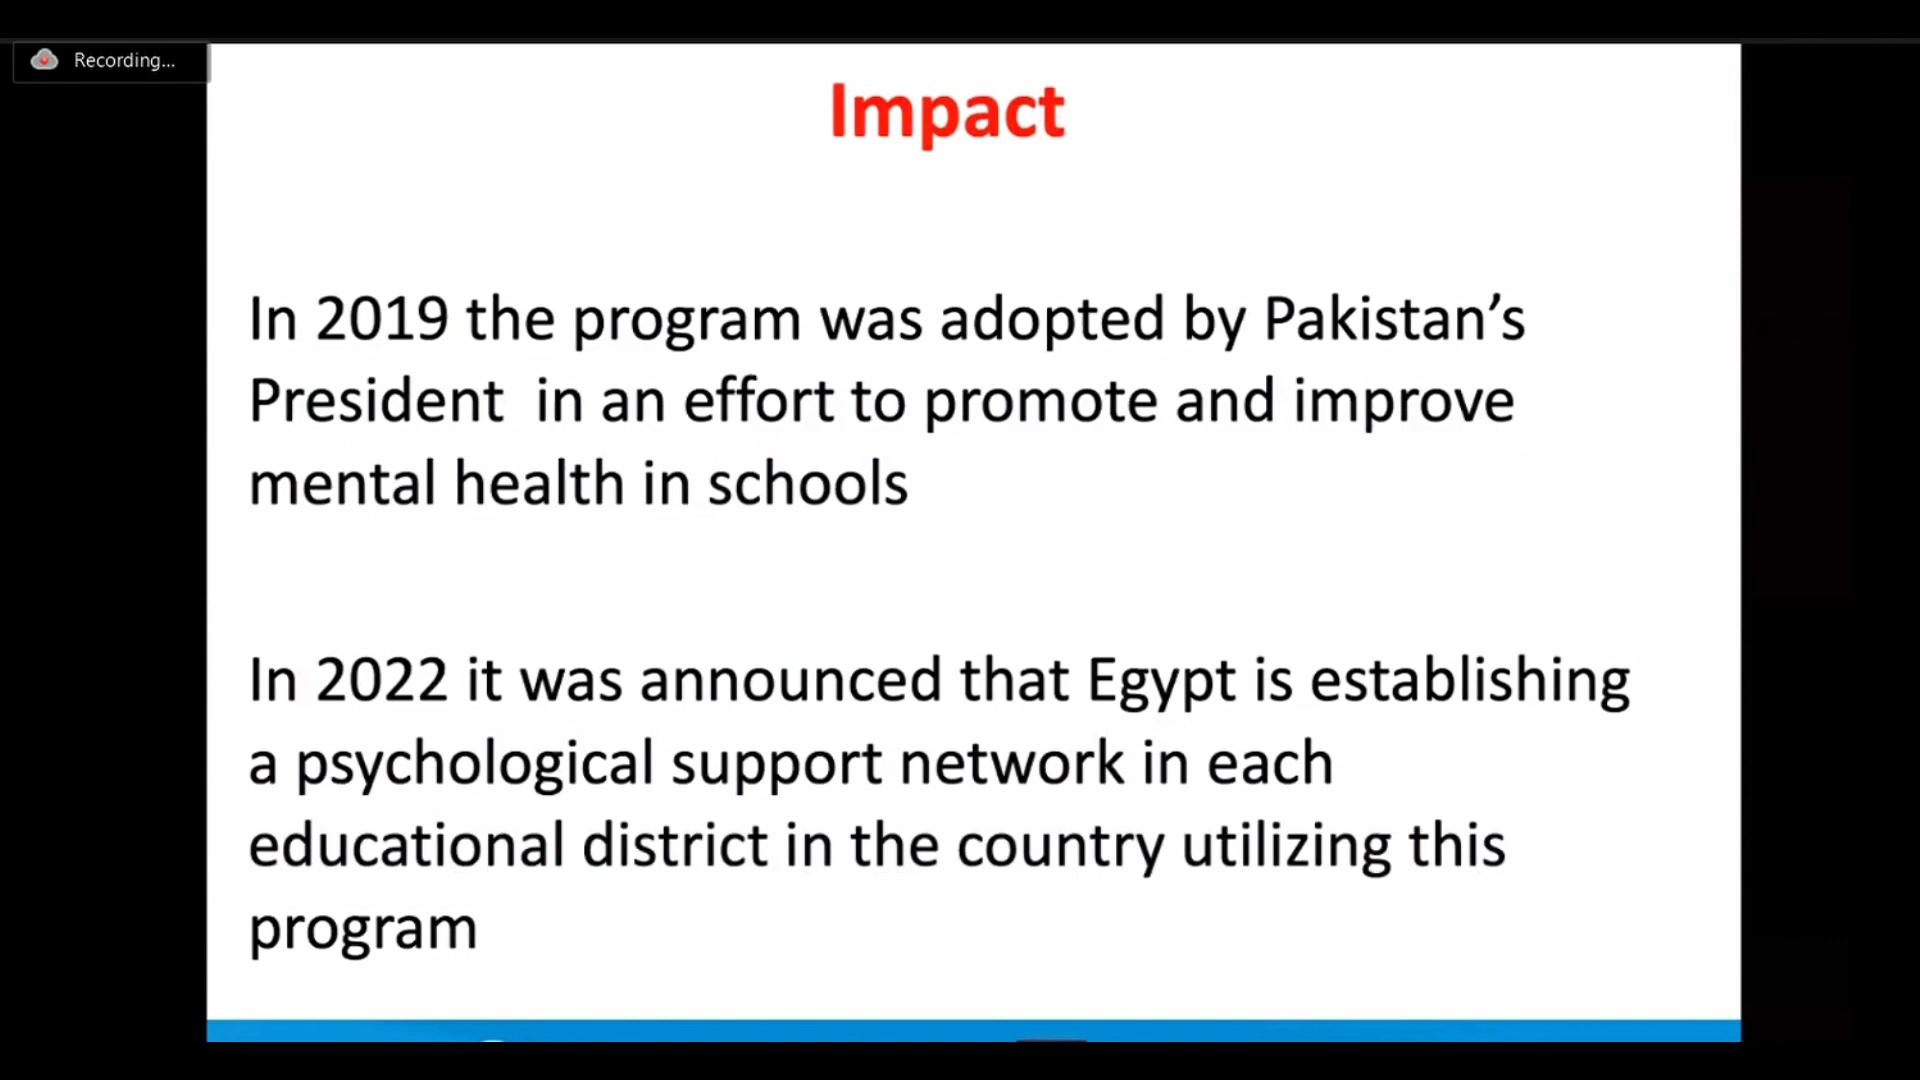 Recording...
Impact
In 2019 the program was adopted by Pakistan’s
President  in an effort to promote and improve
mental health in schools
In 2022 it was announced that Egypt is establishing
a psychological support network in each
educational district in the country utilizing this
program